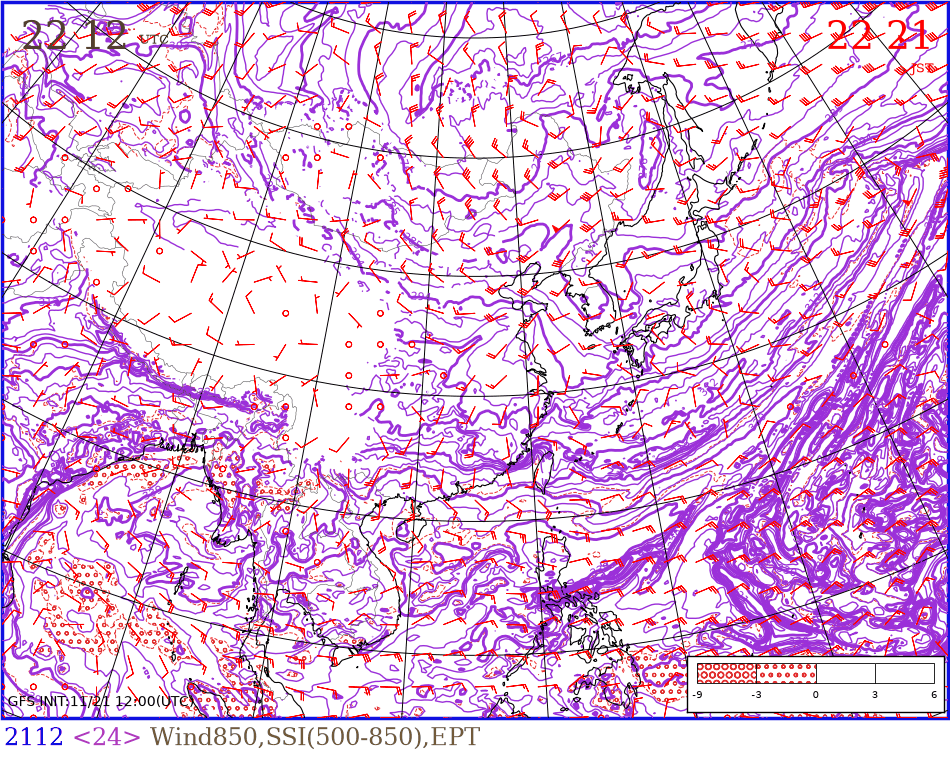 22 12 UTC
22 21
JST
GFS INIT:11/21 12:00(UTC)
-9 -3 0 3 6
2112 <24> Wind850,SSI(500-850),EPT